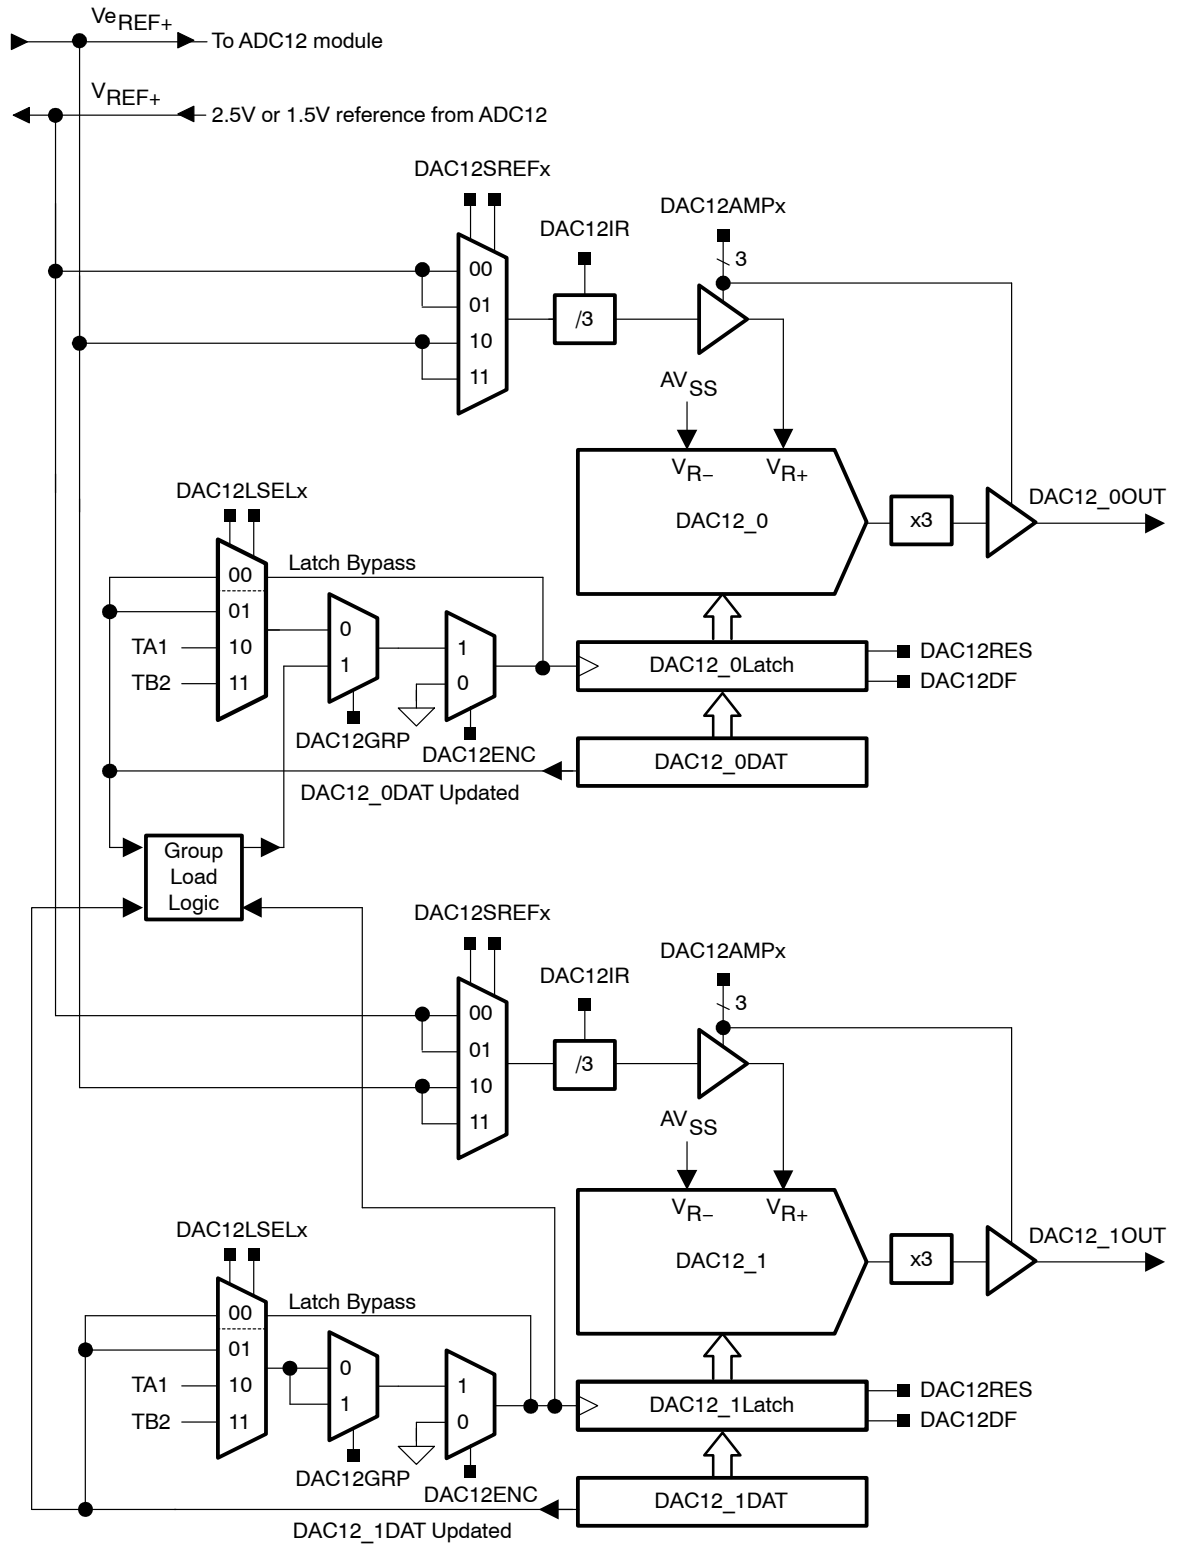 VeREF+
To ADC12 module
VREF+
2.5V or 1.5V reference from ADC12
DAC12SREFx
DAC12AMPx
DAC12IR
3
00
01
10
11
/3
AVSS
VR−
VR+
DAC12_0
x3
DAC12_0OUT
DAC12LSELx
Latch Bypass
00
01
TA1
10
TB2
11
0
1
1
0
DAC12GRP
DAC12ENC
DAC12_0Latch
DAC12RES
DAC12DF
DAC12_0DAT
DAC12_0DAT Updated
Group
Load
Logic
DAC12SREFx
DAC12AMPx
DAC12IR
3
00
01
10
11
/3
AVSS
VR−
VR+
DAC12_1
x3
DAC12_1OUT
DAC12LSELx
Latch Bypass
00
01
TA1
10
TB2
11
0
1
1
0
DAC12GRP
DAC12ENC
DAC12_1Latch
DAC12RES
DAC12DF
DAC12_1DAT
DAC12_1DAT Updated